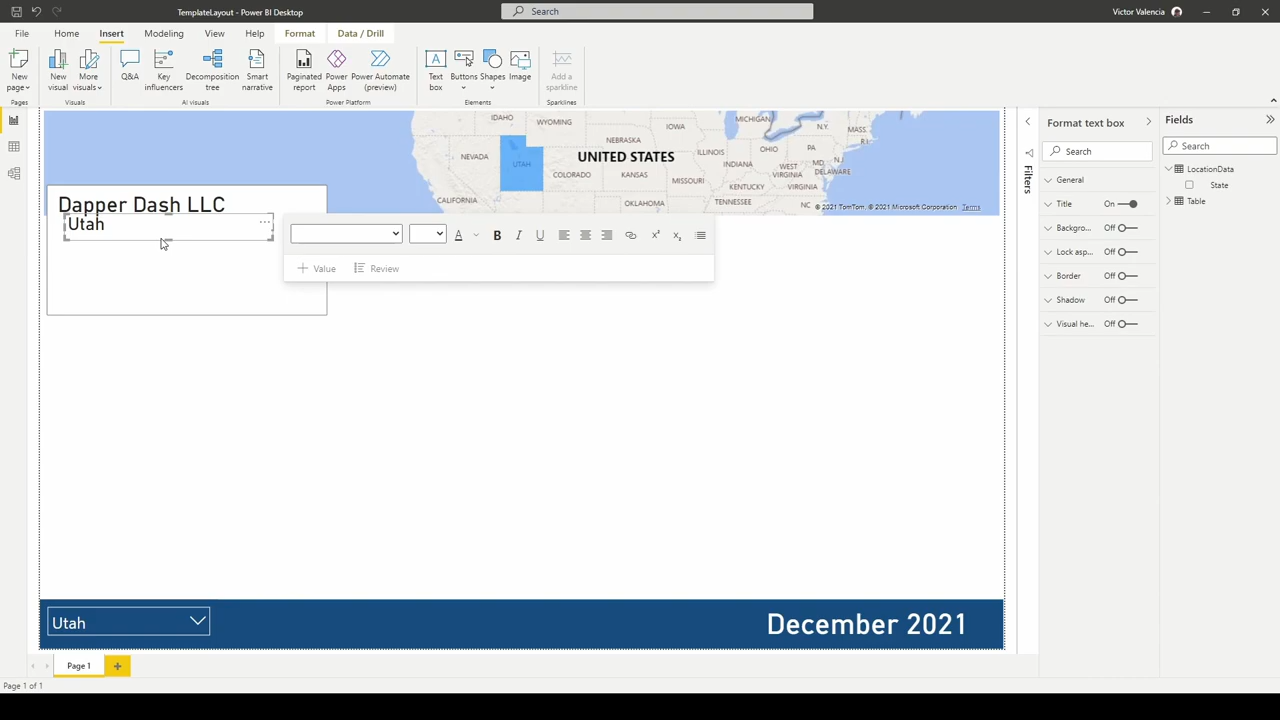 TemplateLayout - Power BI Desktop
Search
Victor Valencia
File Home Insert Modeling View Help Format Data / Drill
New page
New visual
More visuals
Q&A
Key influencers
Decomposition tree
Smart narrative
Paginated report
Power Apps
Power Automate (preview)
Text box
Buttons
Shapes
Image
Add a sparkline
Pages
Visuals
AI visuals
Power Platform
Elements
Sparklines
IDAHO
WYOMING
IOWA
MICHIGAN
N.Y.
MASS.
NEBRASKA
PA.
N.J.
NEVADA
UTAH
UNITED STATES
ILLINOIS
OHIO
INDIANA
MD.
COLORADO
KANSAS
WEST VIRGINIA
DELAWARE
MISSOURI
VIRGINIA
KENTUCKY
CALIFORNIA
OKLAHOMA
TENNESSEE
N.C.
© 2021 TomTom, © 2021 Microsoft Corporation Terms
Dapper Dash LLC
Utah
A B I U x² x₂
+ Value
Review
Filters
Format text box
Search
General
Title On
Backgro... Off
Lock asp... Off
Border Off
Shadow Off
Visual he... Off
Fields
Search
LocationData
State
Table
Utah
December 2021
Page 1
Page 1 of 1